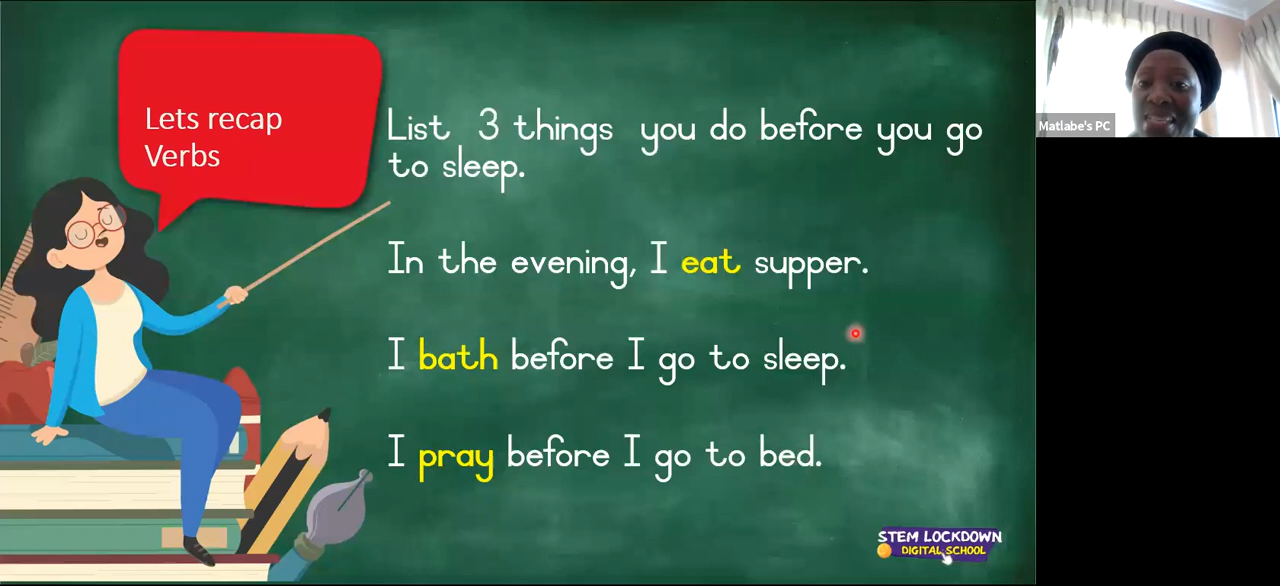 Lets recap
Verbs
List 3 things you do before you go
to sleep.
In the evening, I eat supper.
I bath before I go to sleep.
I pray before I go to bed.
STEM LOCKDOWN
DIGITAL SCHOOL
Matlabe's PC